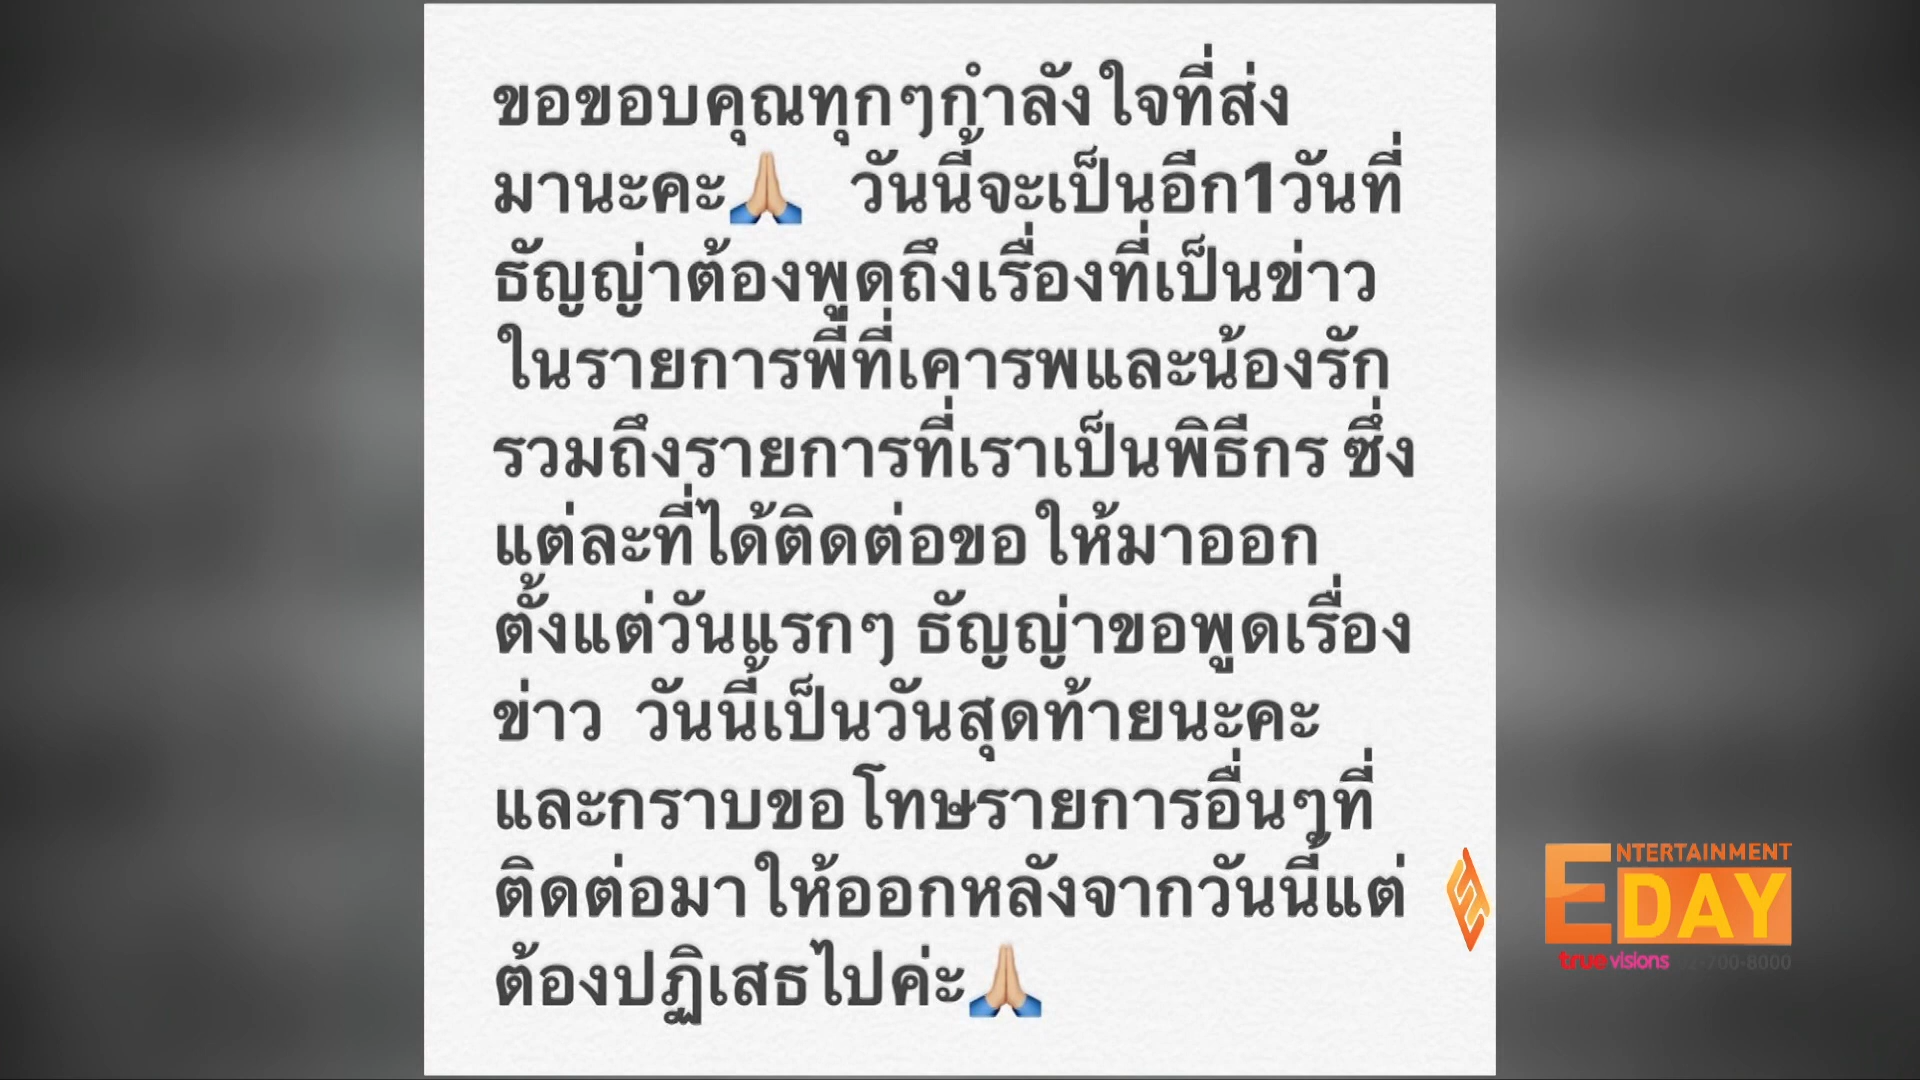 ขอขอบคุณทุกๆกำลังใจที่ส่ง
มานะคะ🙏🏼 วันนี้จะเป็นอีก1วันที่
ธัญญ่าต้องพูดถึงเรื่องที่เป็นข่าว
ในรายการพี่ที่เคารพและน้องรัก
รวมถึงรายการที่เราเป็นพิธีกร ซึ่ง
แต่ละที่ได้ติดต่อขอให้มาออก
ตั้งแต่วันแรกๆ ธัญญ่าขอพูดเรื่อง
ข่าว วันนี้เป็นวันสุดท้ายนะคะ
และกราบขอโทษรายการอื่นๆที่
ติดต่อมาให้ออกหลังจากวันนี้แต่
ต้องปฏิเสธไปค่ะ🙏🏼
ENTERTAINMENT
DAY
truevisions 02-700-8000